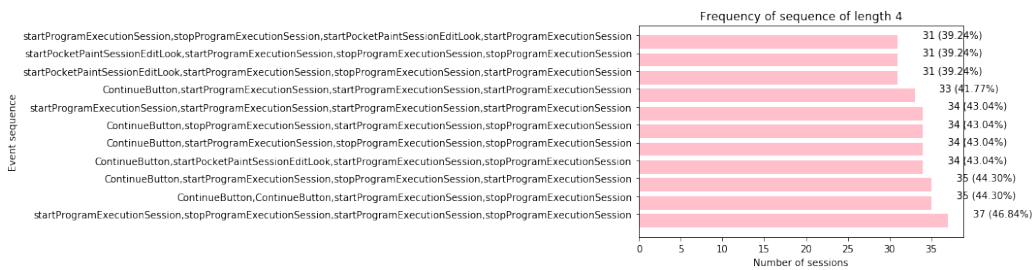 Frequency of sequence of length 4
startProgramExecutionSession,stopProgramExecutionSession,startPocketPaintSessionEditLook,startProgramExecutionSession 31 (39.24%)
startPocketPaintSessionEditLook,startProgramExecutionSession,stopProgramExecutionSession,stopProgramExecutionSession 31 (39.24%)
startPocketPaintSessionEditLook,startProgramExecutionSession,stopProgramExecutionSession,startProgramExecutionSession 31 (39.24%)
ContinueButton,startProgramExecutionSession,startProgramExecutionSession,startProgramExecutionSession 33 (41.77%)
startProgramExecutionSession,startProgramExecutionSession,startProgramExecutionSession,stopProgramExecutionSession 34 (43.04%)
ContinueButton,stopProgramExecutionSession,startProgramExecutionSession,stopProgramExecutionSession 34 (43.04%)
ContinueButton,startProgramExecutionSession,stopProgramExecutionSession,stopProgramExecutionSession 34 (43.04%)
ContinueButton,startPocketPaintSessionEditLook,startProgramExecutionSession,stopProgramExecutionSession 34 (43.04%)
ContinueButton,startProgramExecutionSession,stopProgramExecutionSession,startProgramExecutionSession 35 (44.30%)
ContinueButton,ContinueButton,startProgramExecutionSession,stopProgramExecutionSession 35 (44.30%)
startProgramExecutionSession,stopProgramExecutionSession,startProgramExecutionSession,stopProgramExecutionSession 37 (46.84%)
Event sequence
0 5 10 15 20 25 30 35
Number of sessions